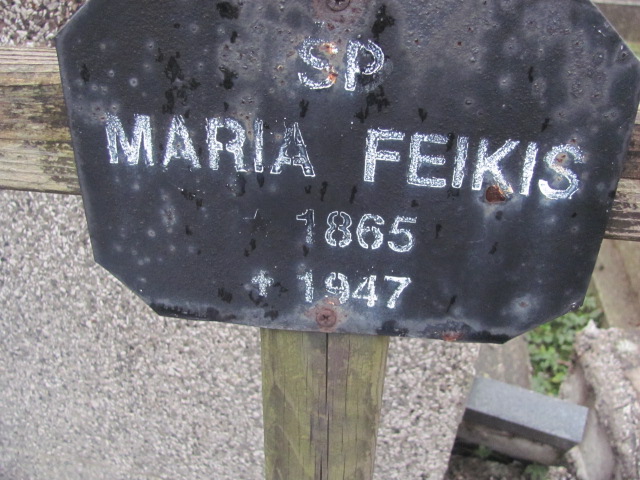 SP
MARIA FEIKIS
* 1865
† 1947